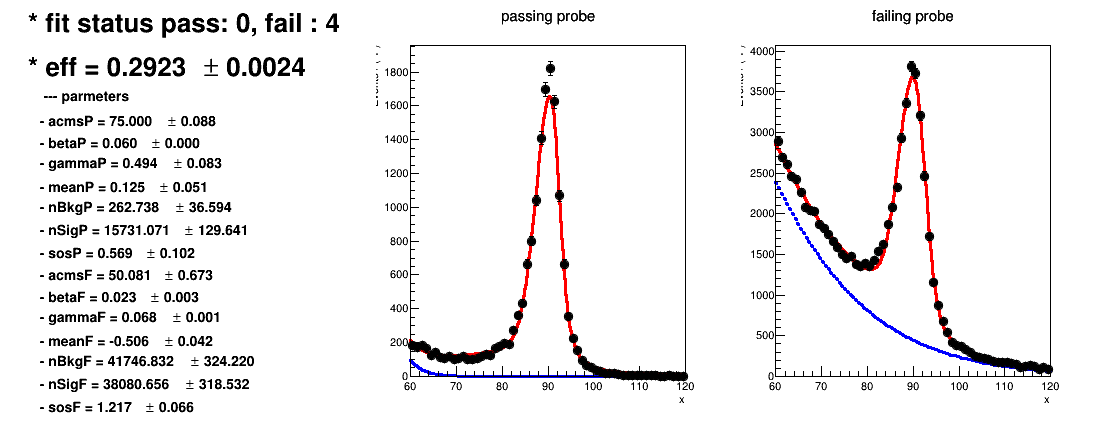 * fit status pass: 0, fail : 4
* eff = 0.2923 ± 0.0024
--- parmeters
- acmsP = 75.000 ± 0.088
- betaP = 0.060 ± 0.000
- gammaP = 0.494 ± 0.083
- meanP = 0.125 ± 0.051
- nBkgP = 262.738 ± 36.594
- nSigP = 15731.071 ± 129.641
- sosP = 0.569 ± 0.102
- acmsF = 50.081 ± 0.673
- betaF = 0.023 ± 0.003
- gammaF = 0.068 ± 0.001
- meanF = -0.506 ± 0.042
- nBkgF = 41746.832 ± 324.220
- nSigF = 38080.656 ± 318.532
- sosF = 1.217 ± 0.066
passing probe
1800
1600
1400
1200
1000
800
600
400
200
0
60 70 80 90 100 110 120
x
failing probe
4000
3500
3000
2500
2000
1500
1000
500
0
60 70 80 90 100 110 120
x